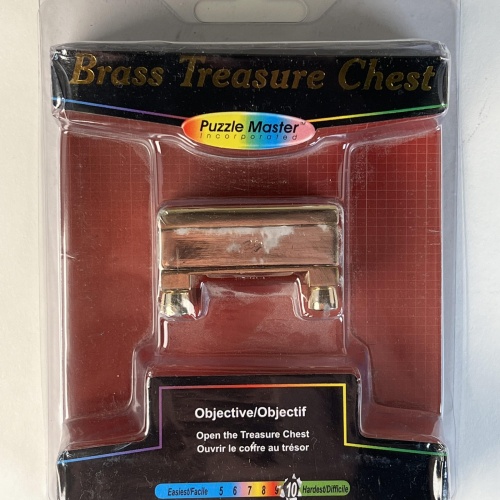 Brass Treasure Chest
Puzzle Master™
incorporated
Objective/Objectif
Open the Treasure Chest
Ouvrir le coffre au trésor
Easiest/Facile 5 6 7 8 9 10 Hardest/Difficile